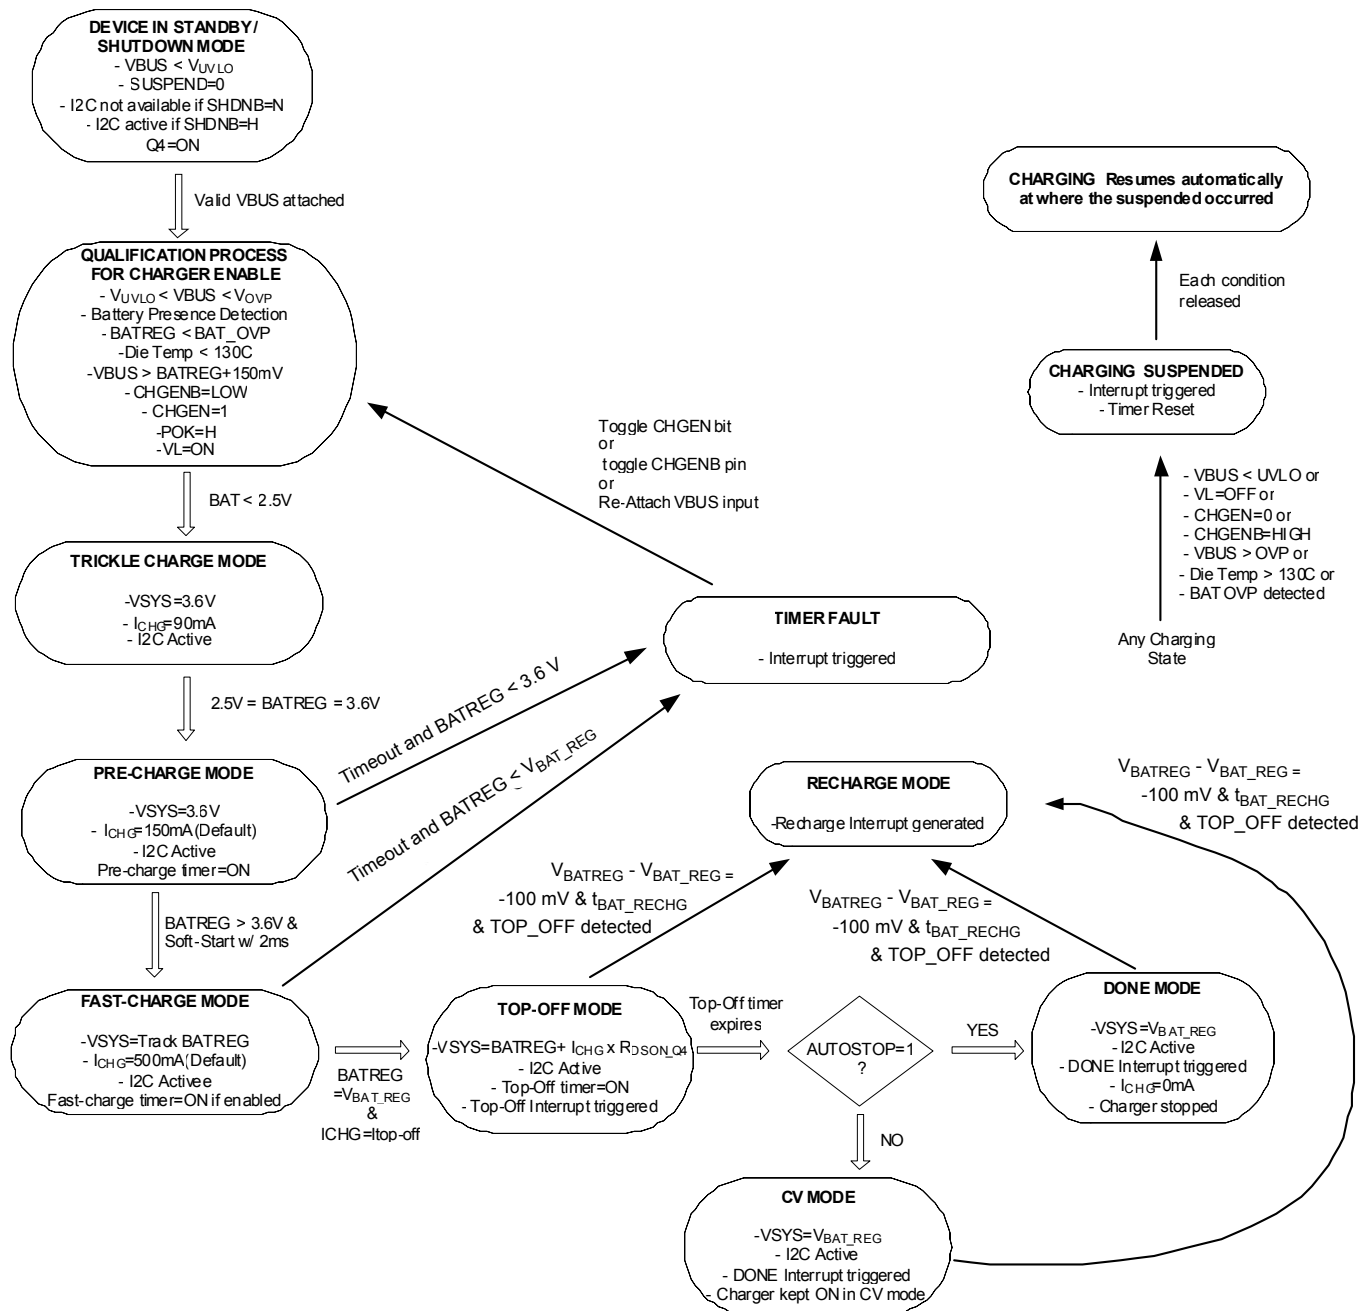 DEVICE IN STANDBY/
SHUTDOWN MODE
- VBUS < VUVLO
- SUSPEND=0
- I2C not available if SHDNB=N
- I2C active if SHDNB=H
Q4=ON
Valid VBUS attached
QUALIFICATION PROCESS
FOR CHARGER ENABLE
- VUVLO < VBUS < VOVP
- Battery Presence Detection
- BATREG < BAT_OVP
-Die Temp < 130C
-VBUS > BATREG+150mV
- CHGENB=LOW
- CHGEN=1
-POK=H
-VL=ON
BAT < 2.5V
TRICKLE CHARGE MODE
-VSYS=3.6V
- ICHG=90mA
- I2C Active
2.5V = BATREG = 3.6V
PRE-CHARGE MODE
-VSYS=3.6V
- ICHG=150mA(Default)
- I2C Active
Pre-charge timer=ON
BATREG > 3.6V &
Soft-Start w/ 2ms
FAST-CHARGE MODE
-VSYS=Track BATREG
- ICHG=500mA(Default)
- I2C Activee
Fast-charge timer=ON if enabled
BATREG
=VBAT_REG
&
ICHG=Itop-off
TOP-OFF MODE
-VSYS=BATREG+ ICHG x RDSON_Q4
- I2C Active
- Top-Off timer=ON
- Top-Off Interrupt triggered
Top-Off timer
expires
AUTOSTOP=1
?
YES
NO
DONE MODE
-VSYS=VBAT_REG
- I2C Active
- DONE Interrupt triggered
- ICHG=0mA
- Charger stopped
CV MODE
-VSYS=VBAT_REG
- I2C Active
- DONE Interrupt triggered
- Charger kept ON in CV mode
VBATREG - VBAT_REG =
-100 mV & tBAT_RECHG
& TOP_OFF detected
VBATREG - VBAT_REG =
-100 mV & tBAT_RECHG
& TOP_OFF detected
VBATREG - VBAT_REG =
-100 mV & tBAT_RECHG
& TOP_OFF detected
RECHARGE MODE
-Recharge Interrupt generated
Timeout and BATREG < 3.6 V
Timeout and BATREG < VBAT_REG
TIMER FAULT
- Interrupt triggered
Toggle CHGEN bit
or
toggle CHGENB pin
or
Re-Attach VBUS input
CHARGING Resumes automatically
at where the suspended occurred
Each condition
released
CHARGING SUSPENDED
- Interrupt triggered
- Timer Reset
- VBUS < UVLO or
- VL=OFF or
- CHGEN=0 or
- CHGENB=HIGH
- VBUS > OVP or
- Die Temp > 130C or
- BAT OVP detected
Any Charging
State